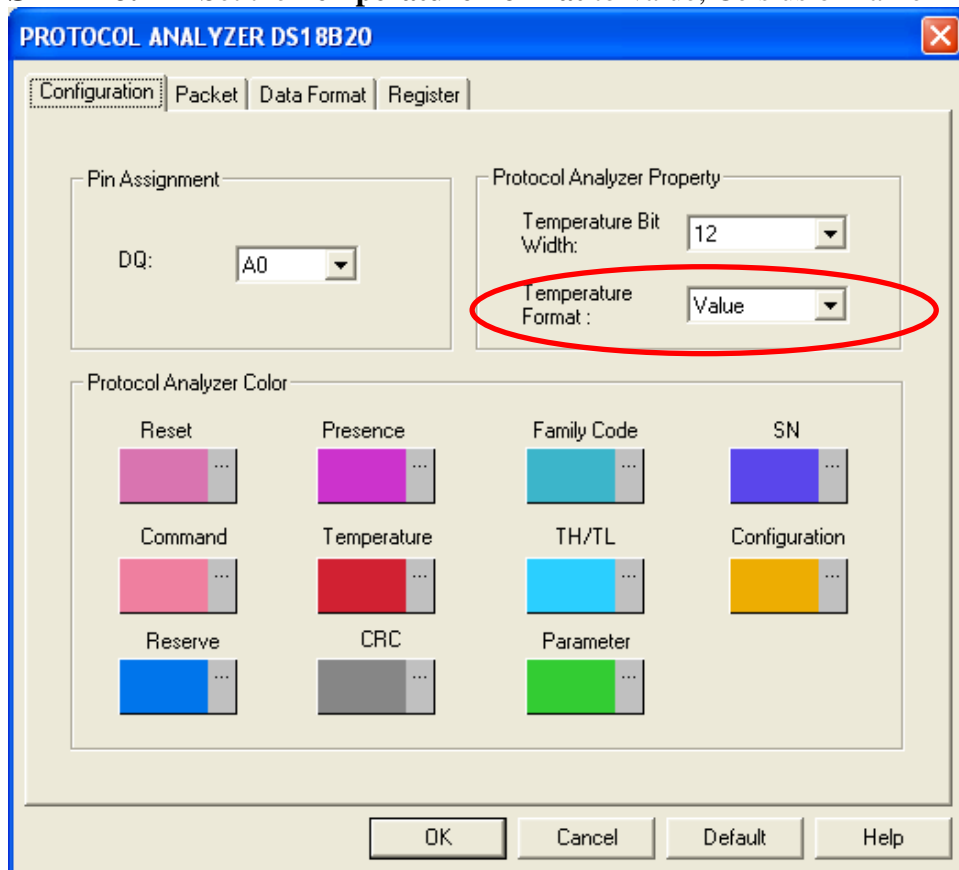 PROTOCOL ANALYZER DS18B20
Configuration Packet Data Format Register
Pin Assignment
DQ: A0
Protocol Analyzer Property
Temperature Bit
Width: 12
Temperature
Format : Value
Protocol Analyzer Color
Reset Presence Family Code SN
... ... ... ...
Command Temperature TH/TL Configuration
... ... ... ...
Reserve CRC Parameter
... ... ...
OK Cancel Default Help